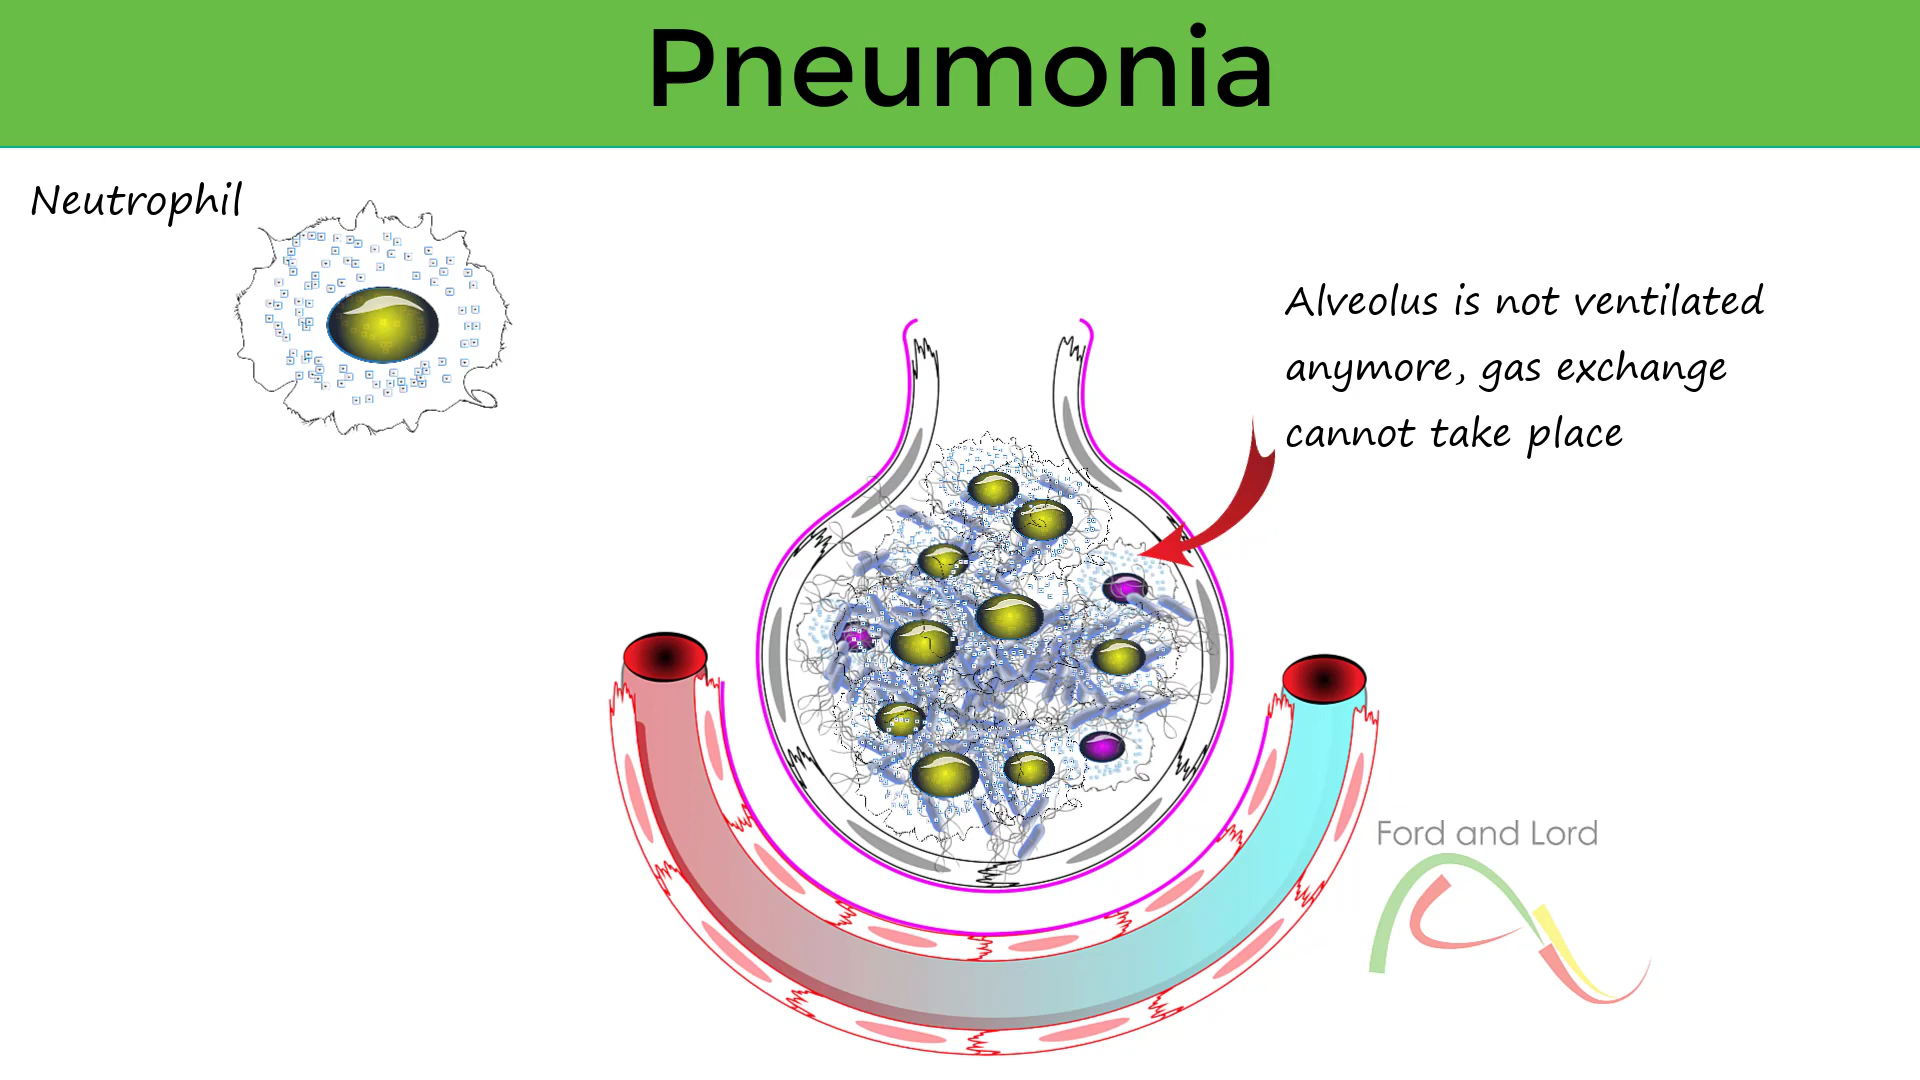 Pneumonia
Neutrophil
Alveolus is not ventilated
anymore, gas exchange
cannot take place
Ford and Lord